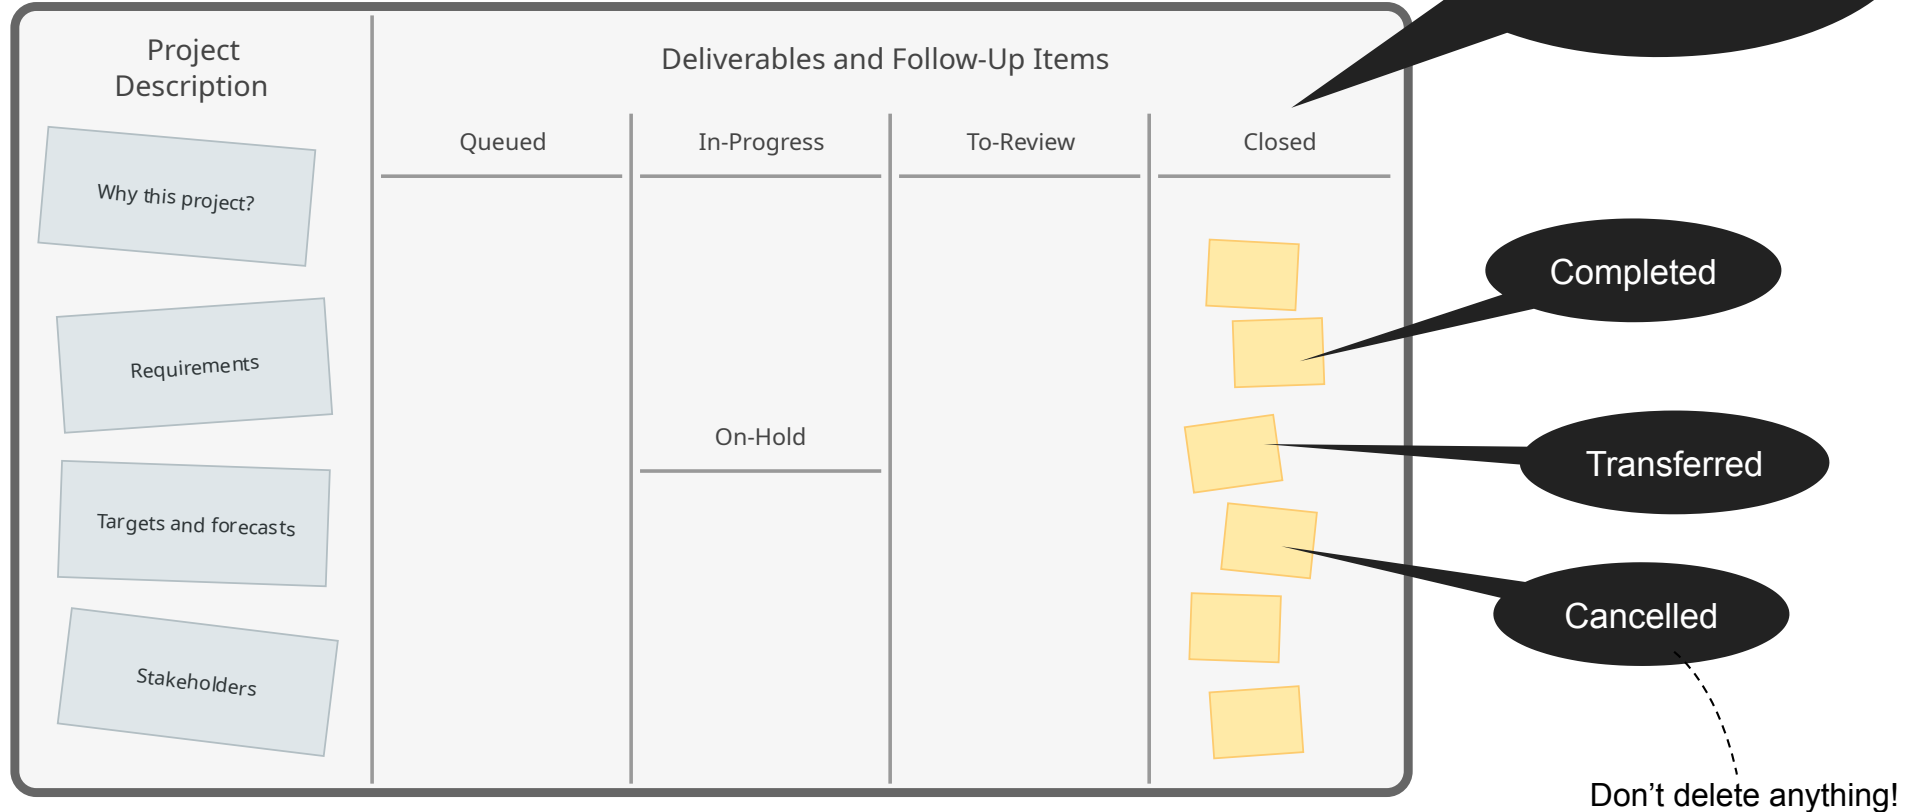 Project
Description
Deliverables and Follow-Up Items
Queued
In-Progress
To-Review
Closed
Why this project?
Requirements
Targets and forecasts
Stakeholders
On-Hold
Completed
Transferred
Cancelled
Don’t delete anything!